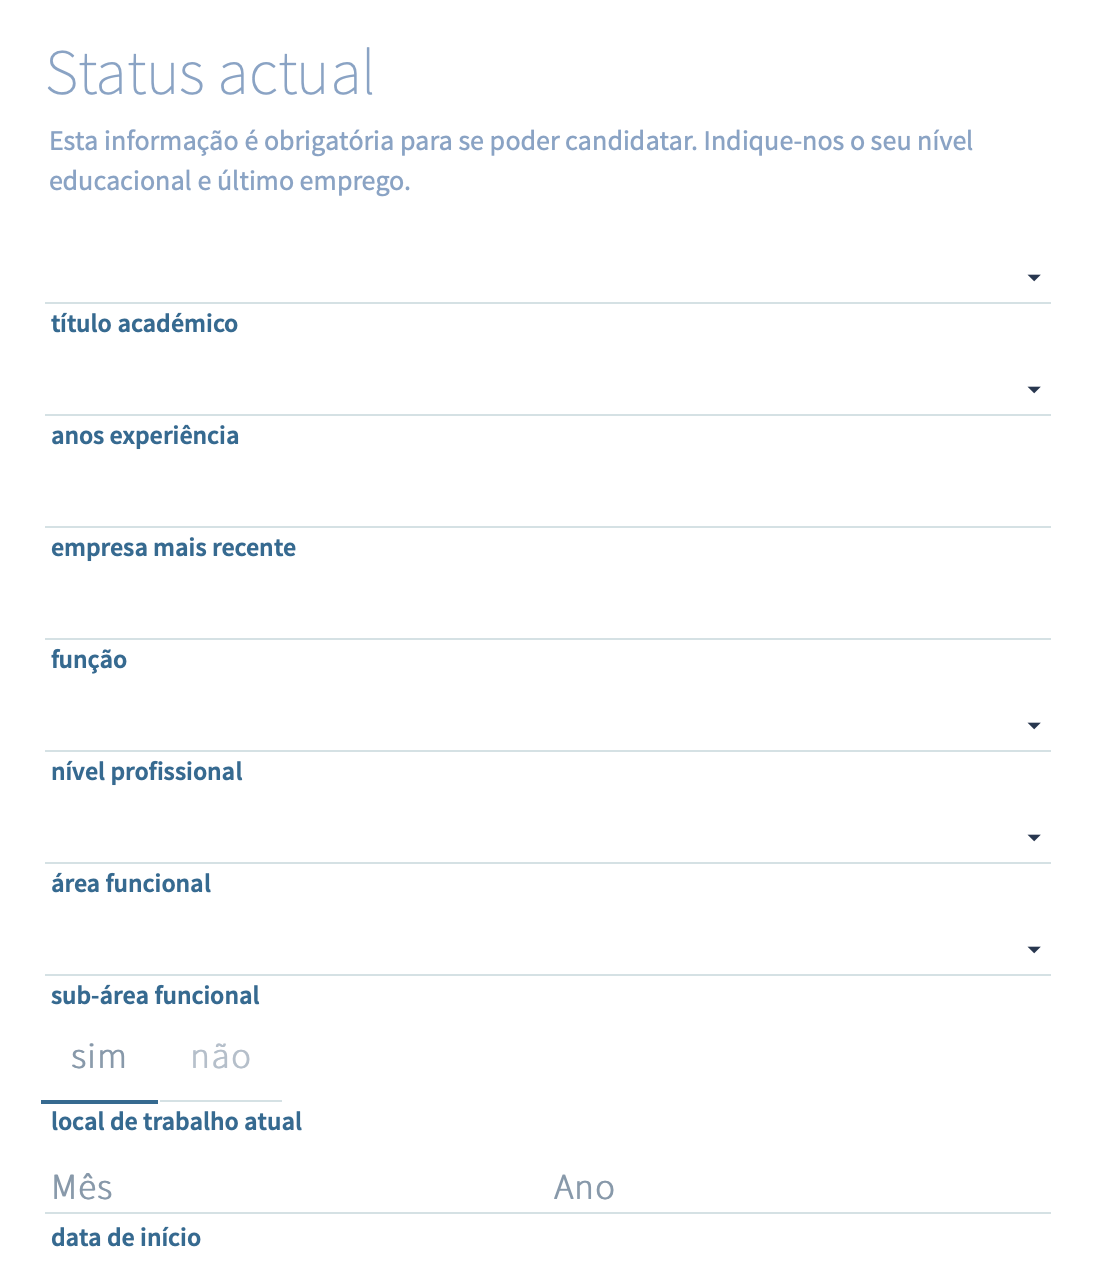 Status actual
Esta informação é obrigatória para se poder candidatar. Indique-nos o seu nível
educacional e último emprego.
título académico
anos experiência
empresa mais recente
função
nível profissional
área funcional
sub-área funcional
sim não
local de trabalho atual
Mês Ano
data de início